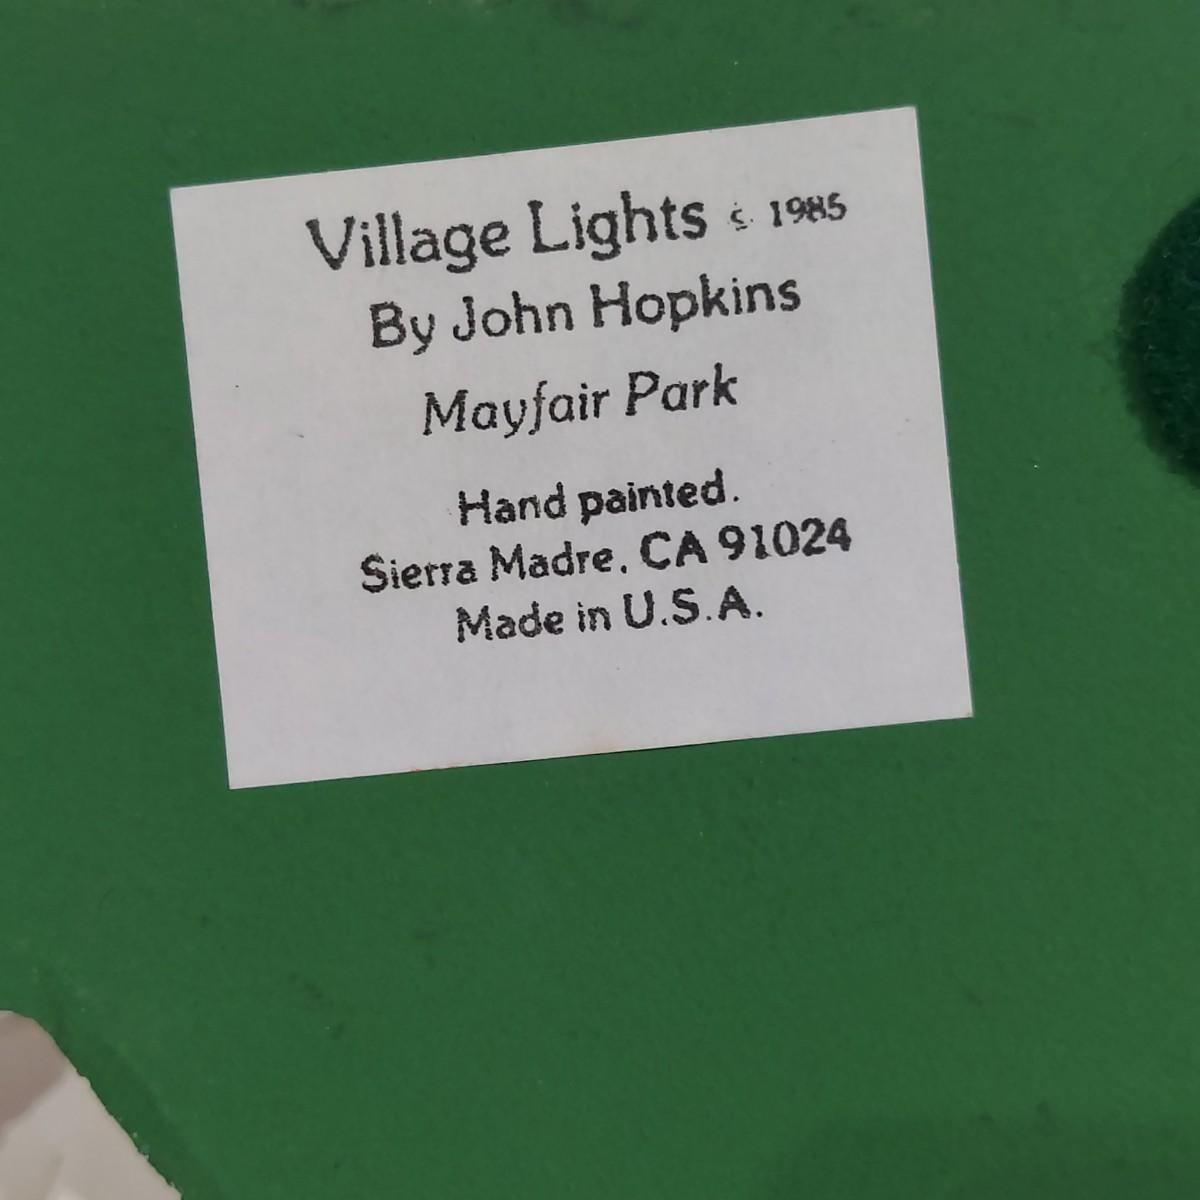 Village Lights c. 1985
By John Hopkins
Mayfair Park
Hand painted.
Sierra Madre, CA 91024
Made in U.S.A.